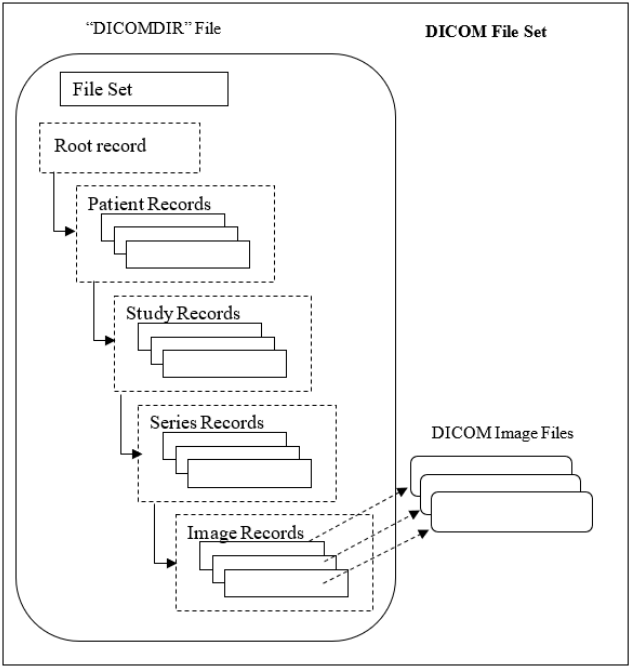 “DICOMDIR” File
DICOM File Set
File Set
Root record
Patient Records
Study Records
Series Records
DICOM Image Files
Image Records